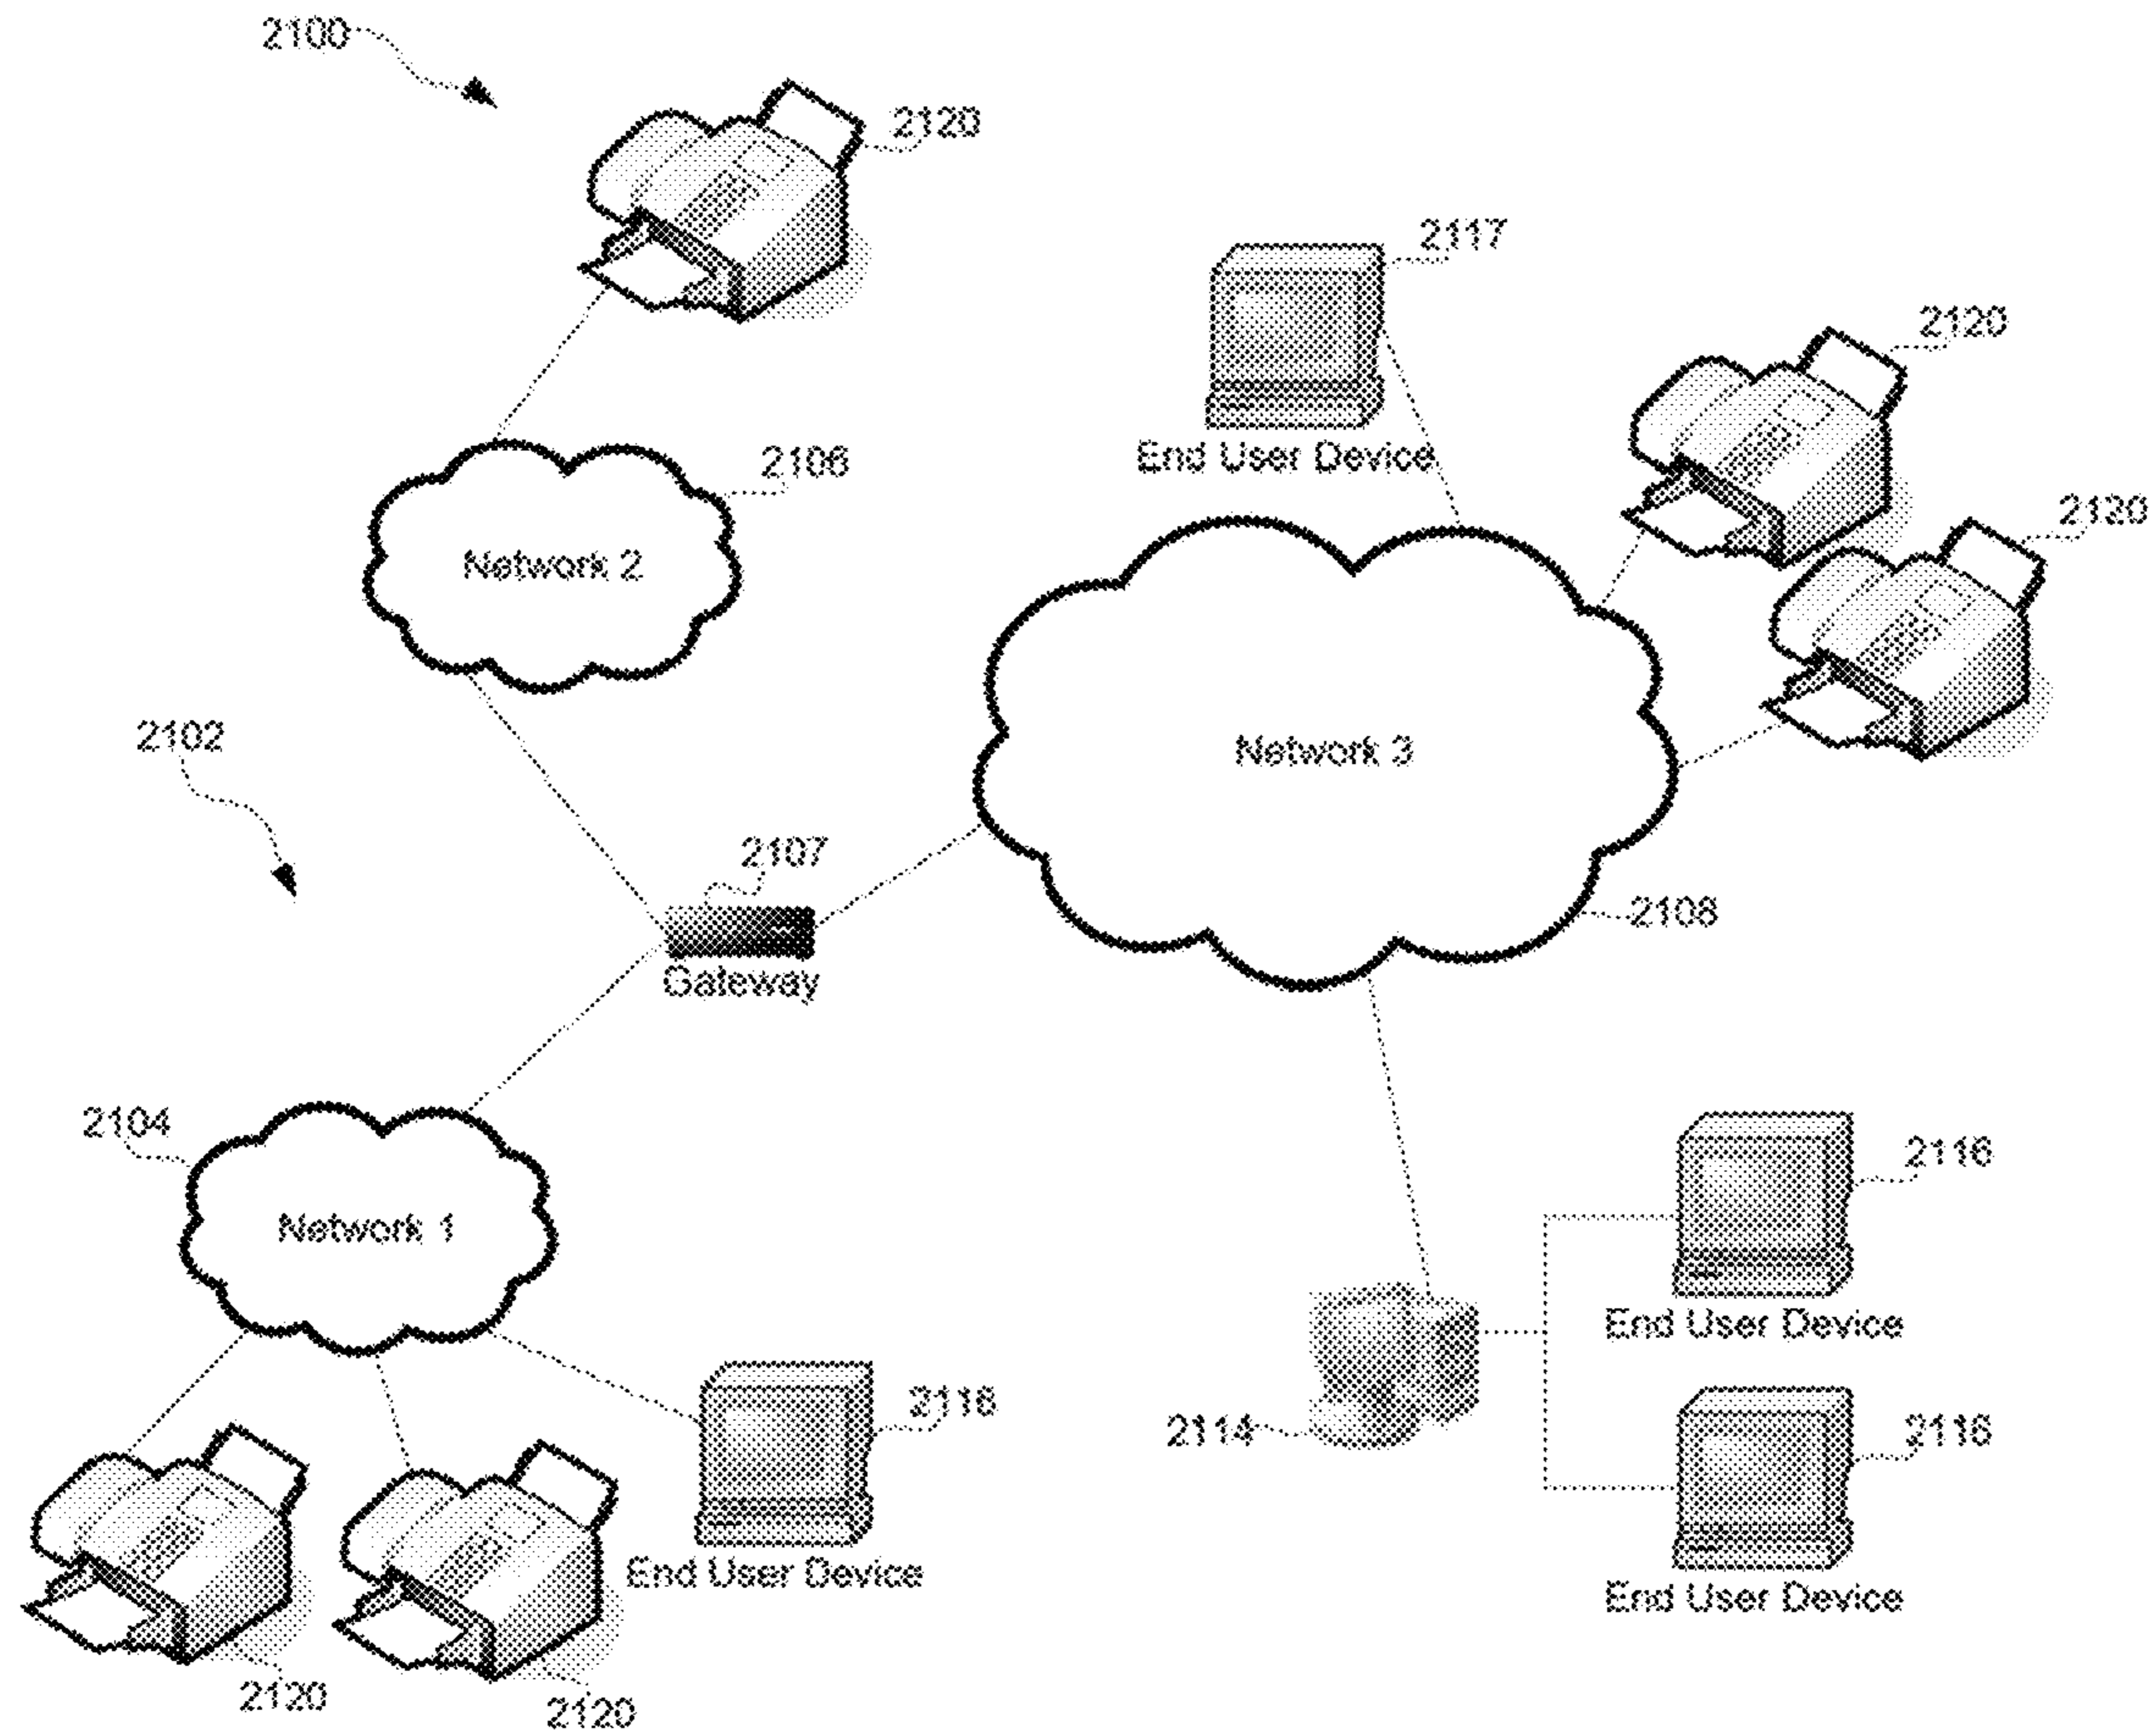 2100
2120
2117
2120
End User Device
2106
2120
Network 2
Network 3
2102
2107
2108
Gateway
2104
2116
Network 1
End User Device
2116
2114
2116
End User Device
End User Device
2120
2120